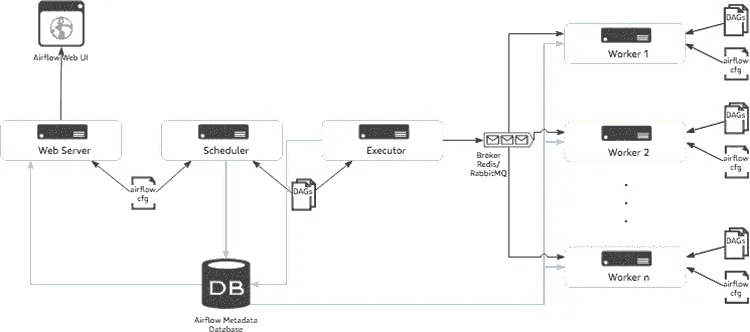 Airflow Web UI
Web Server
Scheduler
Executor
airflow
cfg
DAGs
Broker
Redis/
RabbitMQ
DB
Airflow Metadata
Database
Worker 1
DAGs
airflow
cfg
Worker 2
DAGs
airflow
cfg
Worker n
DAGs
airflow
cfg